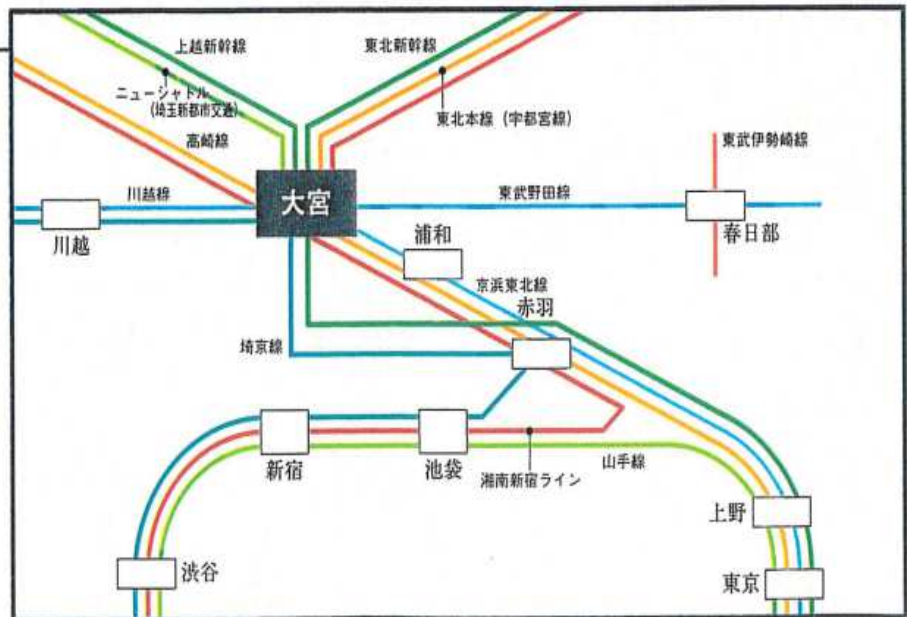 上越新幹線
東北新幹線
ニューシャトル
(埼玉新都市交通)
東北本線（宇都宮線）
高崎線
東武伊勢崎線
川越線
大宮
東武野田線
川越
浦和
春日部
京浜東北線
赤羽
埼京線
新宿
池袋
湘南新宿ライン
山手線
上野
渋谷
東京